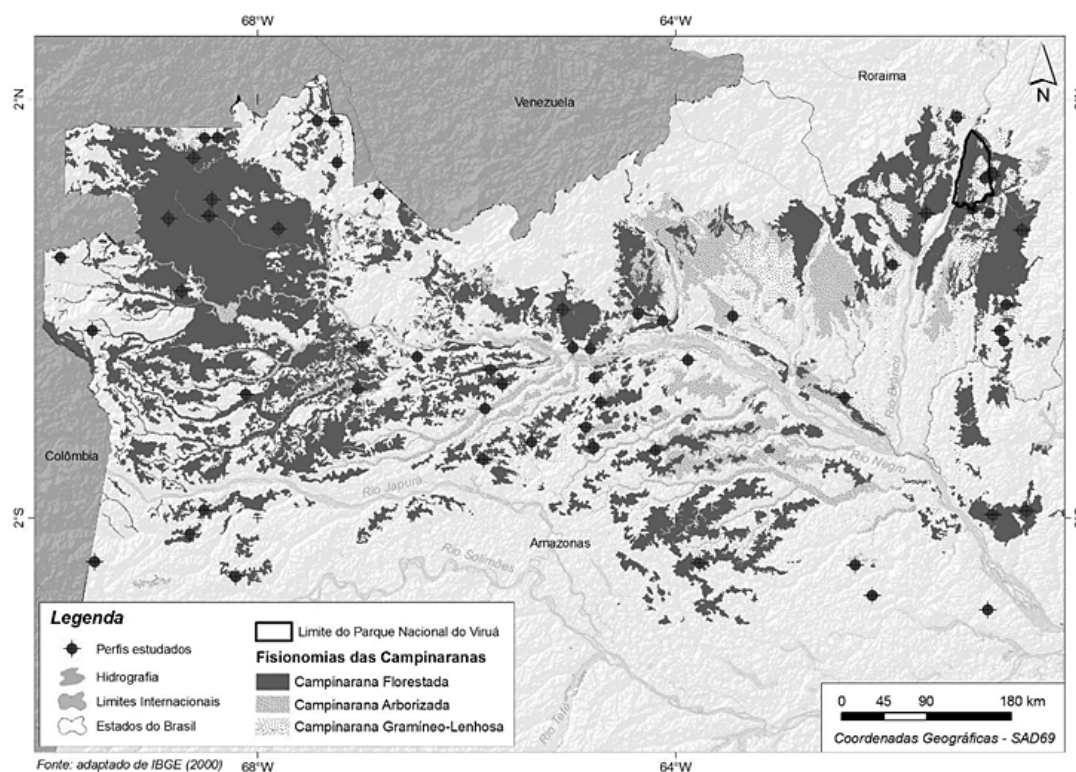 68°W
64°W
Roraima
2°N
Venezuela
N
Rio Branco
Colômbia
Rio Negro
Rio Japurá
2°S
Amazonas
Rio Solimões
Legenda
Perfis estudados
Hidrografia
Limites Internacionais
Estados do Brasil
Limite do Parque Nacional do Viruá
Fisionomias das Campinaranas
Campinarana Florestada
Campinarana Arborizada
Campinarana Gramíneo-Lenhosa
0 45 90 180 km
Coordenadas Geográficas - SAD69
Fonte: adaptado de IBGE (2000)
68°W
64°W